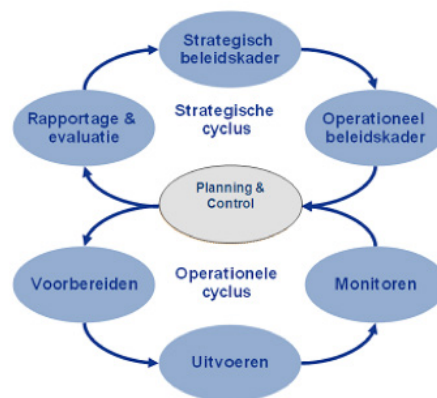 Strategisch
beleidskader
Rapportage &
evaluatie
Strategische
cyclus
Operationeel
beleidskader
Planning &
Control
Voorbereiden
Operationele
cyclus
Monitoren
Uitvoeren